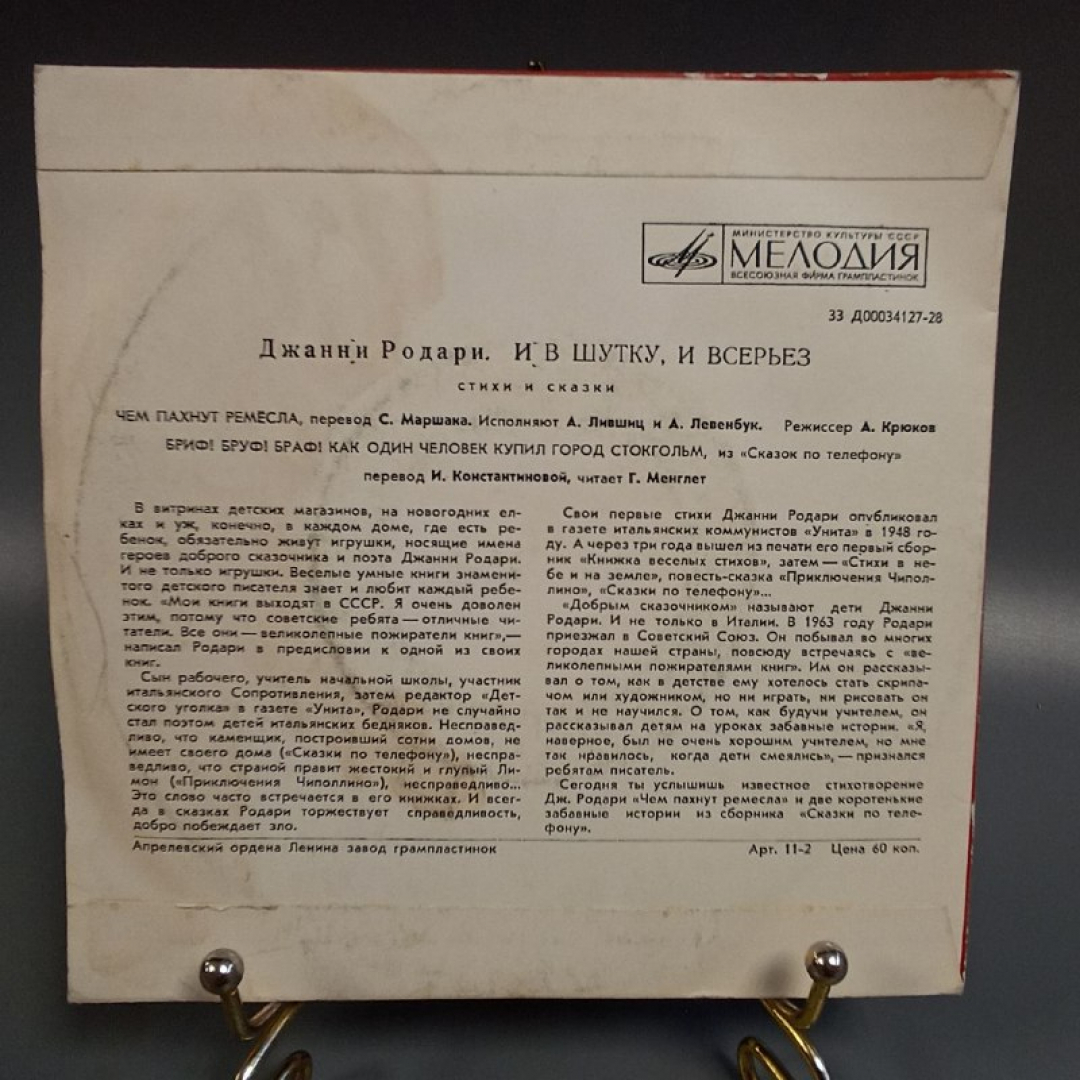 МИНИСТЕРСТВО КУЛЬТУРЫ СССР
МЕЛОДИЯ
ВСЕСОЮЗНАЯ ФИРМА ГРАМПЛАСТИНОК
33 Д00034127-28
Джанни Родари. И В ШУТКУ, И ВСЕРЬЕЗ
стихи и сказки
ЧЕМ ПАХНУТ РЕМЕСЛА, перевод С. Маршака. Исполняют А. Лившиц и А. Левенбук. Режиссер А. Крюков
БРИФ! БРУФ! БРАФ! КАК ОДИН ЧЕЛОВЕК КУПИЛ ГОРОД СТОКГОЛЬМ, из «Сказок по телефону»
перевод И. Константиновой, читает Г. Менглет
В витринах детских магазинов, на новогодних ел-
ках и уж, конечно, в каждом доме, где есть ре-
бенок, обязательно живут игрушки, носящие имена
героев доброго сказочника и поэта Джанни Родари.
И не только игрушки. Веселые умные книги знамени-
того детского писателя знает и любит каждый ребе-
нок. «Мои книги выходят в СССР. Я очень доволен
этим, потому что советские ребята — отличные чи-
татели. Все они — великолепные пожиратели книг»,—
написал Родари в предисловии к одной из своих
книг.
Сын рабочего, учитель начальной школы, участник
итальянского Сопротивления, затем редактор «Дет-
ского уголка» в газете «Унита», Родари не случайно
стал поэтом детей итальянских бедняков. Несправед-
ливо, что каменщик, построивший сотни домов, не
имеет своего дома («Сказки по телефону»), неспра-
ведливо, что страной правит жестокий и глупый Ли-
мон («Приключения Чиполлино»), несправедливо...
Это слово часто встречается в его книжках. И всег-
да в сказках Родари торжествует справедливость,
добро побеждает зло.
Свои первые стихи Джанни Родари опубликовал
в газете итальянских коммунистов «Унита» в 1948 го-
ду. А через три года вышел из печати его первый сбор-
ник «Книжка веселых стихов», затем — «Стихи в не-
бе и на земле», повесть-сказка «Приключения Чипол-
лино», «Сказки по телефону»...
«Добрым сказочником» называют дети Джанни
Родари. И не только в Италии. В 1963 году Родари
приезжал в Советский Союз. Он побывал во многих
городах нашей страны, повсюду встречаясь с «ве-
ликолепными пожирателями книг». Им он рассказы-
вал о том, как в детстве ему хотелось стать скрипа-
чом или художником, но ни играть, ни рисовать он
так и не научился. О том, как будучи учителем, он
рассказывал детям на уроках забавные истории. «Я,
наверное, был не очень хорошим учителем, но мне
так нравилось, когда дети смеялись»,— признался
ребятам писатель.
Сегодня ты услышишь известное стихотворение
Дж. Родари «Чем пахнут ремесла» и две коротенькие
забавные истории из сборника «Сказки по теле-
фону».
Апрелевский ордена Ленина завод грампластинок
Арт. 11-2 Цена 60 коп.